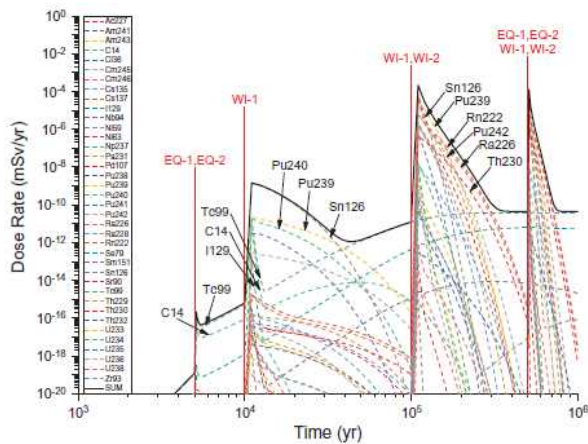 10^0
10^-2
10^-4
10^-6
10^-8
10^-10
10^-12
10^-14
10^-16
10^-18
10^-20
Dose Rate (mSv/yr)
Ac227
Am241
Am243
C14
Cl36
Cm245
Cm246
Cs135
Cs137
I129
Nb94
Ni59
Ni63
Np237
Pa231
Pd107
Pu238
Pu239
Pu240
Pu241
Pu242
Ra226
Ra228
Rn222
Se79
Sm151
Sn126
Sr90
Tc99
Th229
Th230
Th232
U233
U234
U235
U236
U238
Zr93
SUM
EQ-1,EQ-2
WI-1
WI-1,WI-2
EQ-1,EQ-2
WI-1,WI-2
C14
Tc99
Tc99
C14
I129
Pu240
Pu239
Sn126
Sn126
Pu239
Rn222
Pu242
Ra226
Th230
10^3
10^4
10^5
10^6
Time (yr)